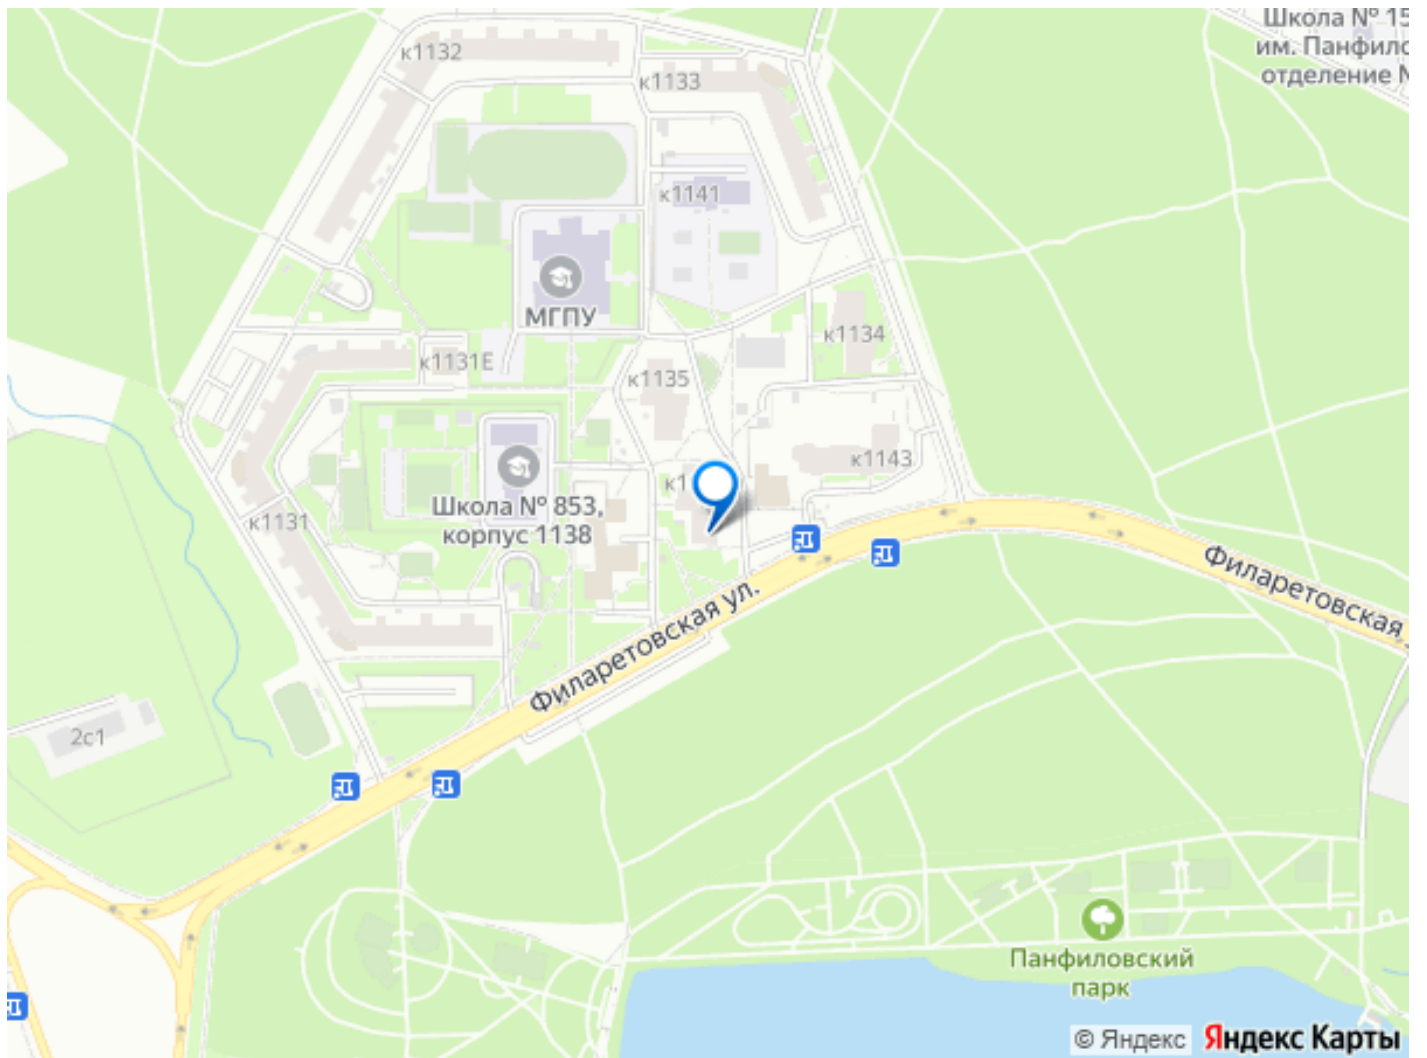 Школа № 15
им. Панфило
отделение №
к1132
к1133
к1141
МГПУ
к1134
к1131Е
к1135
к1143
к1
Школа № 853,
корпус 1138
к1131
Филаретовская ул.
Филаретовская
2с1
Панфиловский
парк
© Яндекс Яндекс Карты